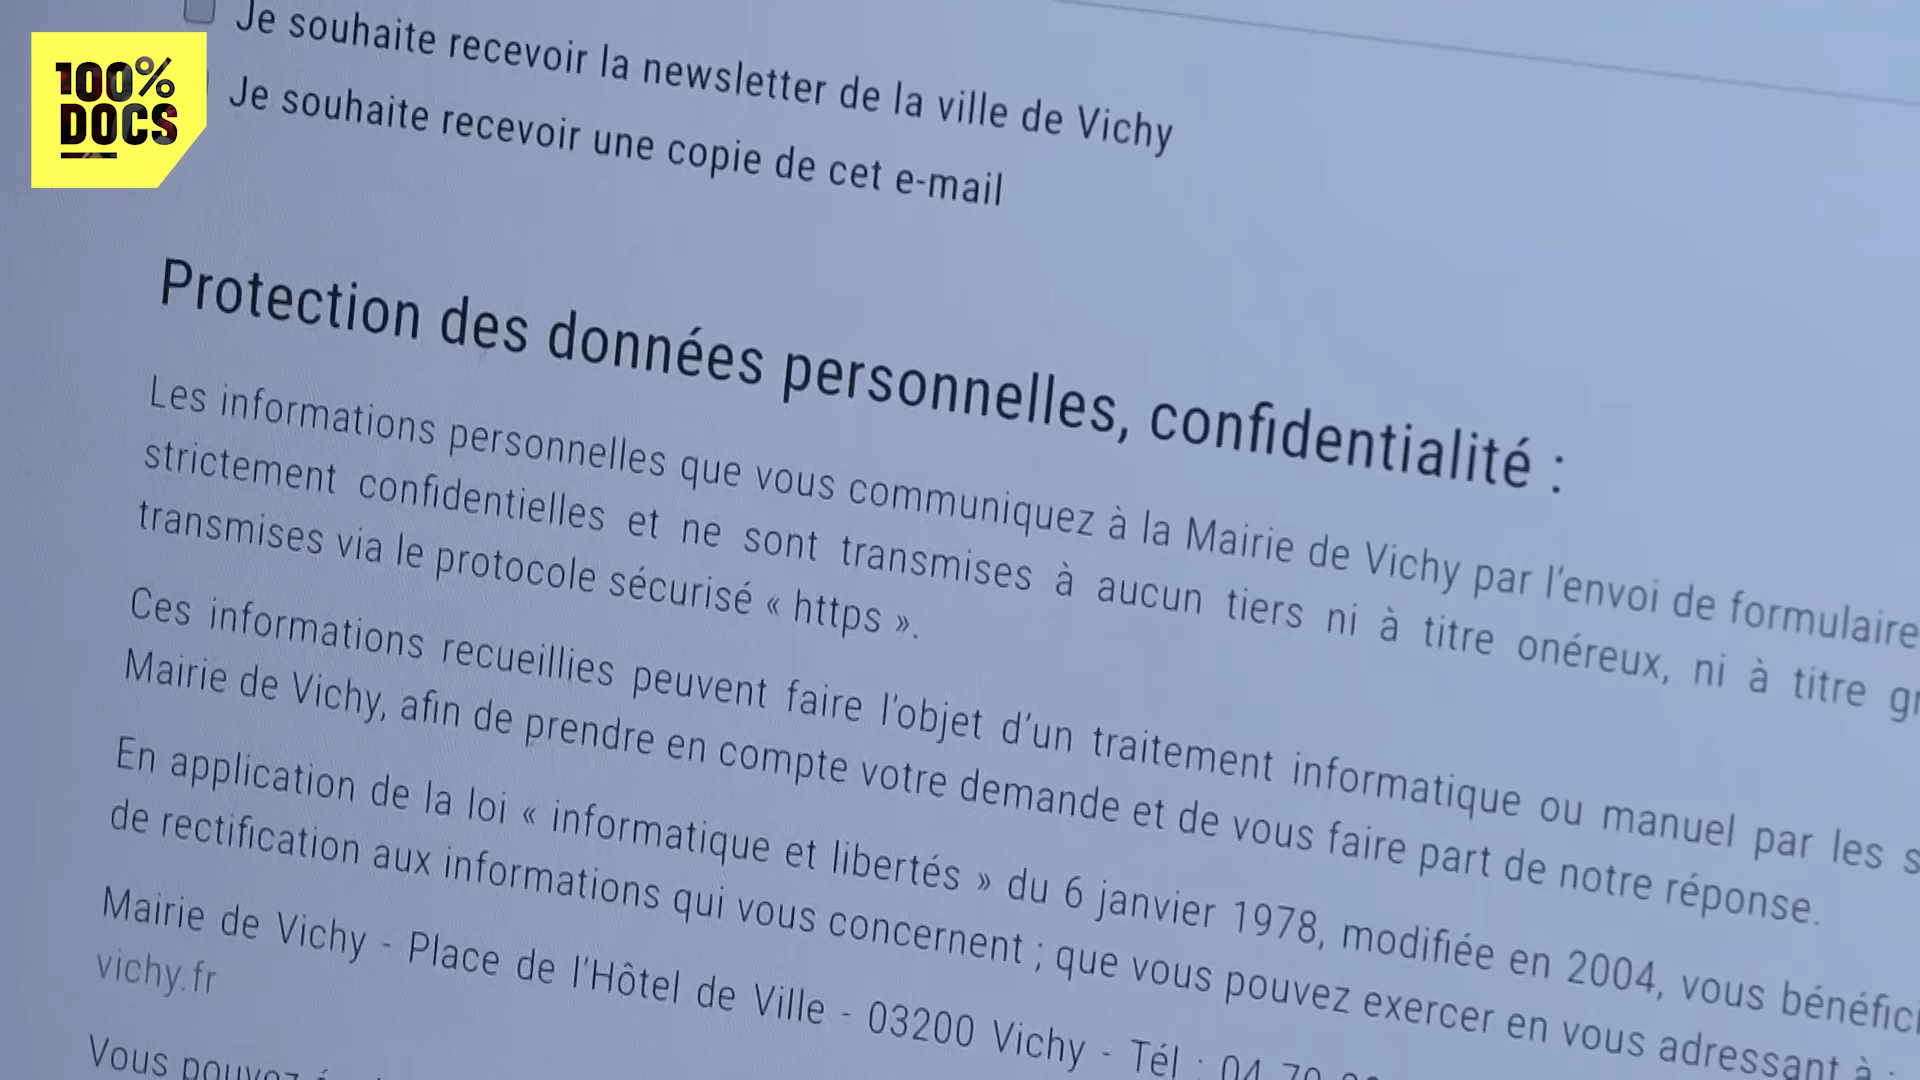 100%
DOCS
Je souhaite recevoir la newsletter de la ville de Vichy
Je souhaite recevoir une copie de cet e-mail
Protection des données personnelles, confidentialité :
Les informations personnelles que vous communiquez à la Mairie de Vichy par l'envoi de formulaire
strictement confidentielles et ne sont transmises à aucun tiers ni à titre onéreux, ni à titre
transmises via le protocole sécurisé « https ».
Ces informations recueillies peuvent faire l'objet d'un traitement informatique ou manuel par les
Mairie de Vichy, afin de prendre en compte votre demande et de vous faire part de notre réponse.
En application de la loi « informatique et libertés » du 6 janvier 1978, modifiée en 2004, vous
de rectification aux informations qui vous concernent ; que vous pouvez exercer en vous adressant à :
Mairie de Vichy - Place de l'Hôtel de Ville - 03200 Vichy - Tél : 04 70
vichy.fr
Vous pouvez